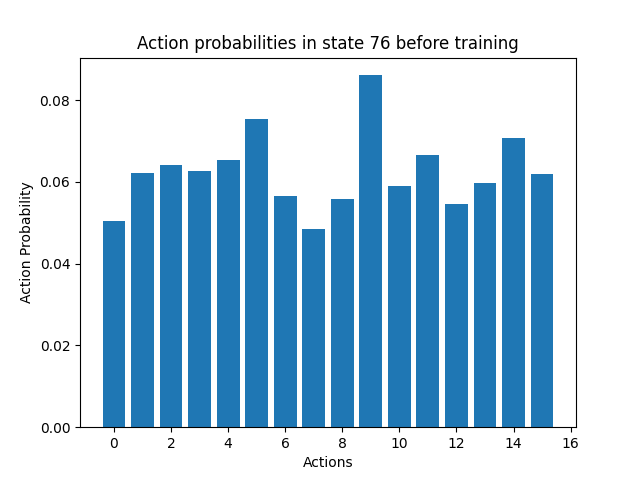 Action probabilities in state 76 before training
0.08
0.06
0.04
0.02
0.00
Action Probability
0 2 4 6 8 10 12 14 16
Actions